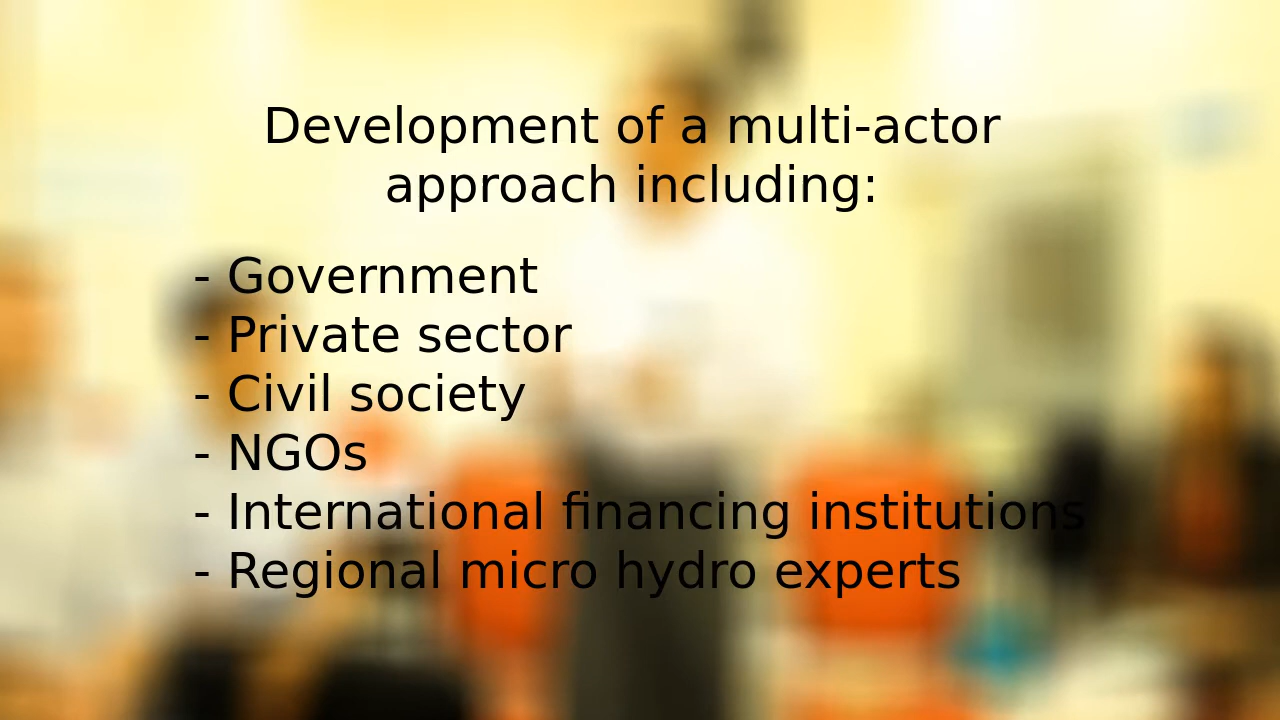 Development of a multi-actor
approach including:
- Government
- Private sector
- Civil society
- NGOs
- International financing institutions
- Regional micro hydro experts